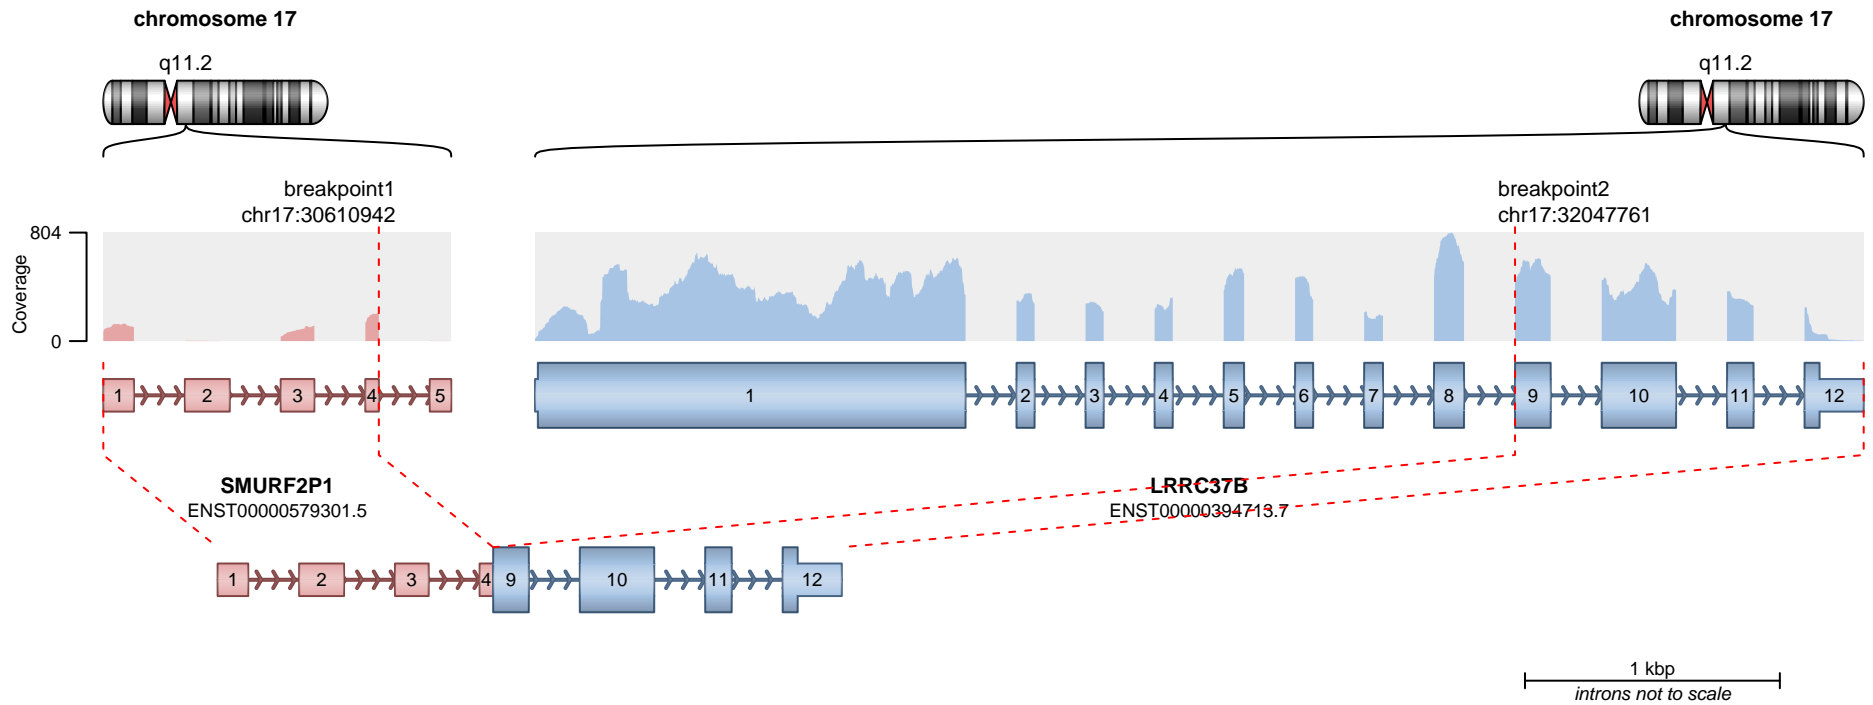 chromosome 17
chromosome 17
q11.2
q11.2
breakpoint1
chr17:30610942
breakpoint2
chr17:32047761
804
Coverage
0
1 2 3 4 5
1 2 3 4 5 6 7 8 9 10 11 12
SMURF2P1
ENST00000579301.5
LRRC37B
ENST00000394713.7
1 2 3 4 9 10 11 12
1 kbp
introns not to scale